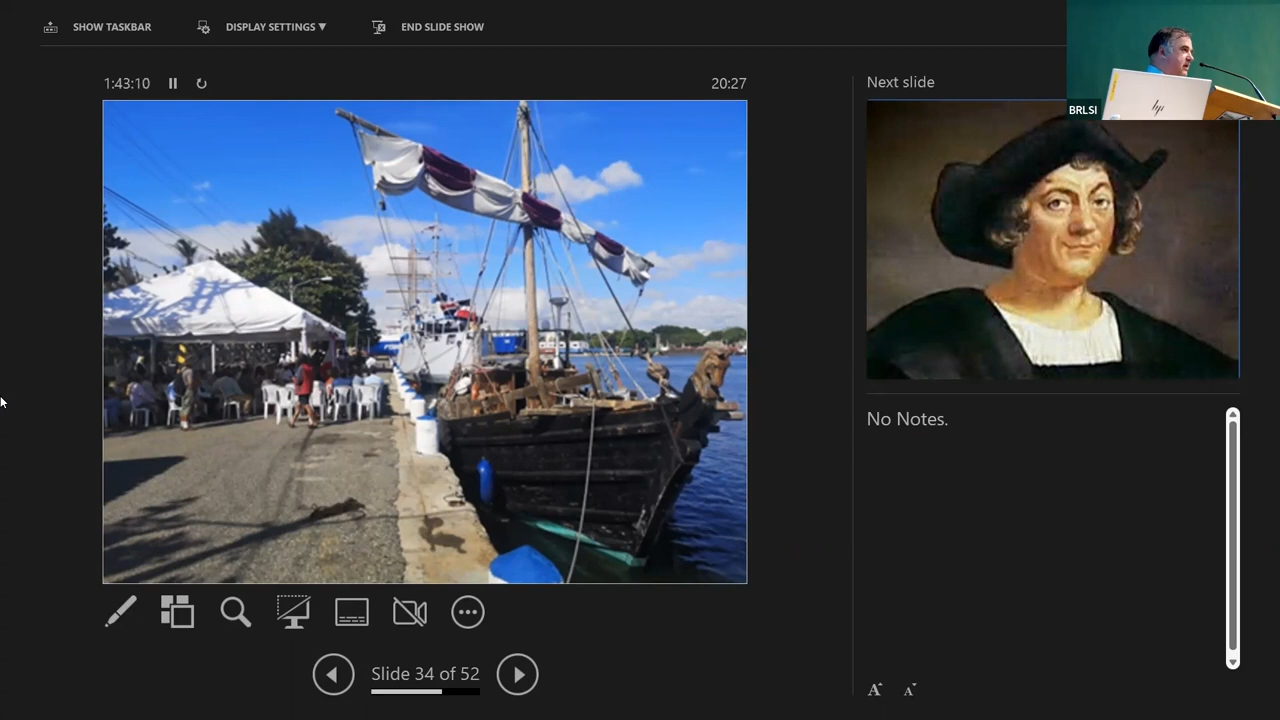 SHOW TASKBAR
DISPLAY SETTINGS ▼
END SLIDE SHOW
1:43:10
20:27
Next slide
BRLSI
hp
No Notes.
Slide 34 of 52
A
A